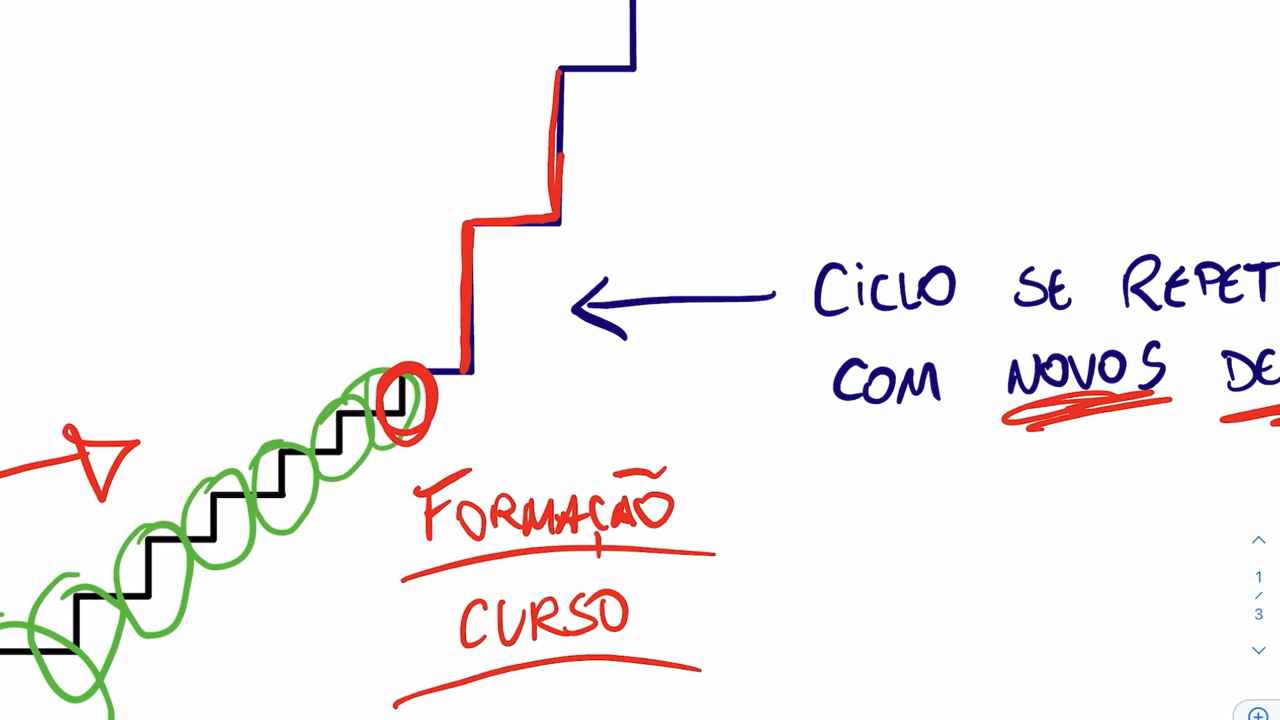 CICLO SE REPET
COM NOVOS DE
FORMAÇÃO
CURSO
1
/
3